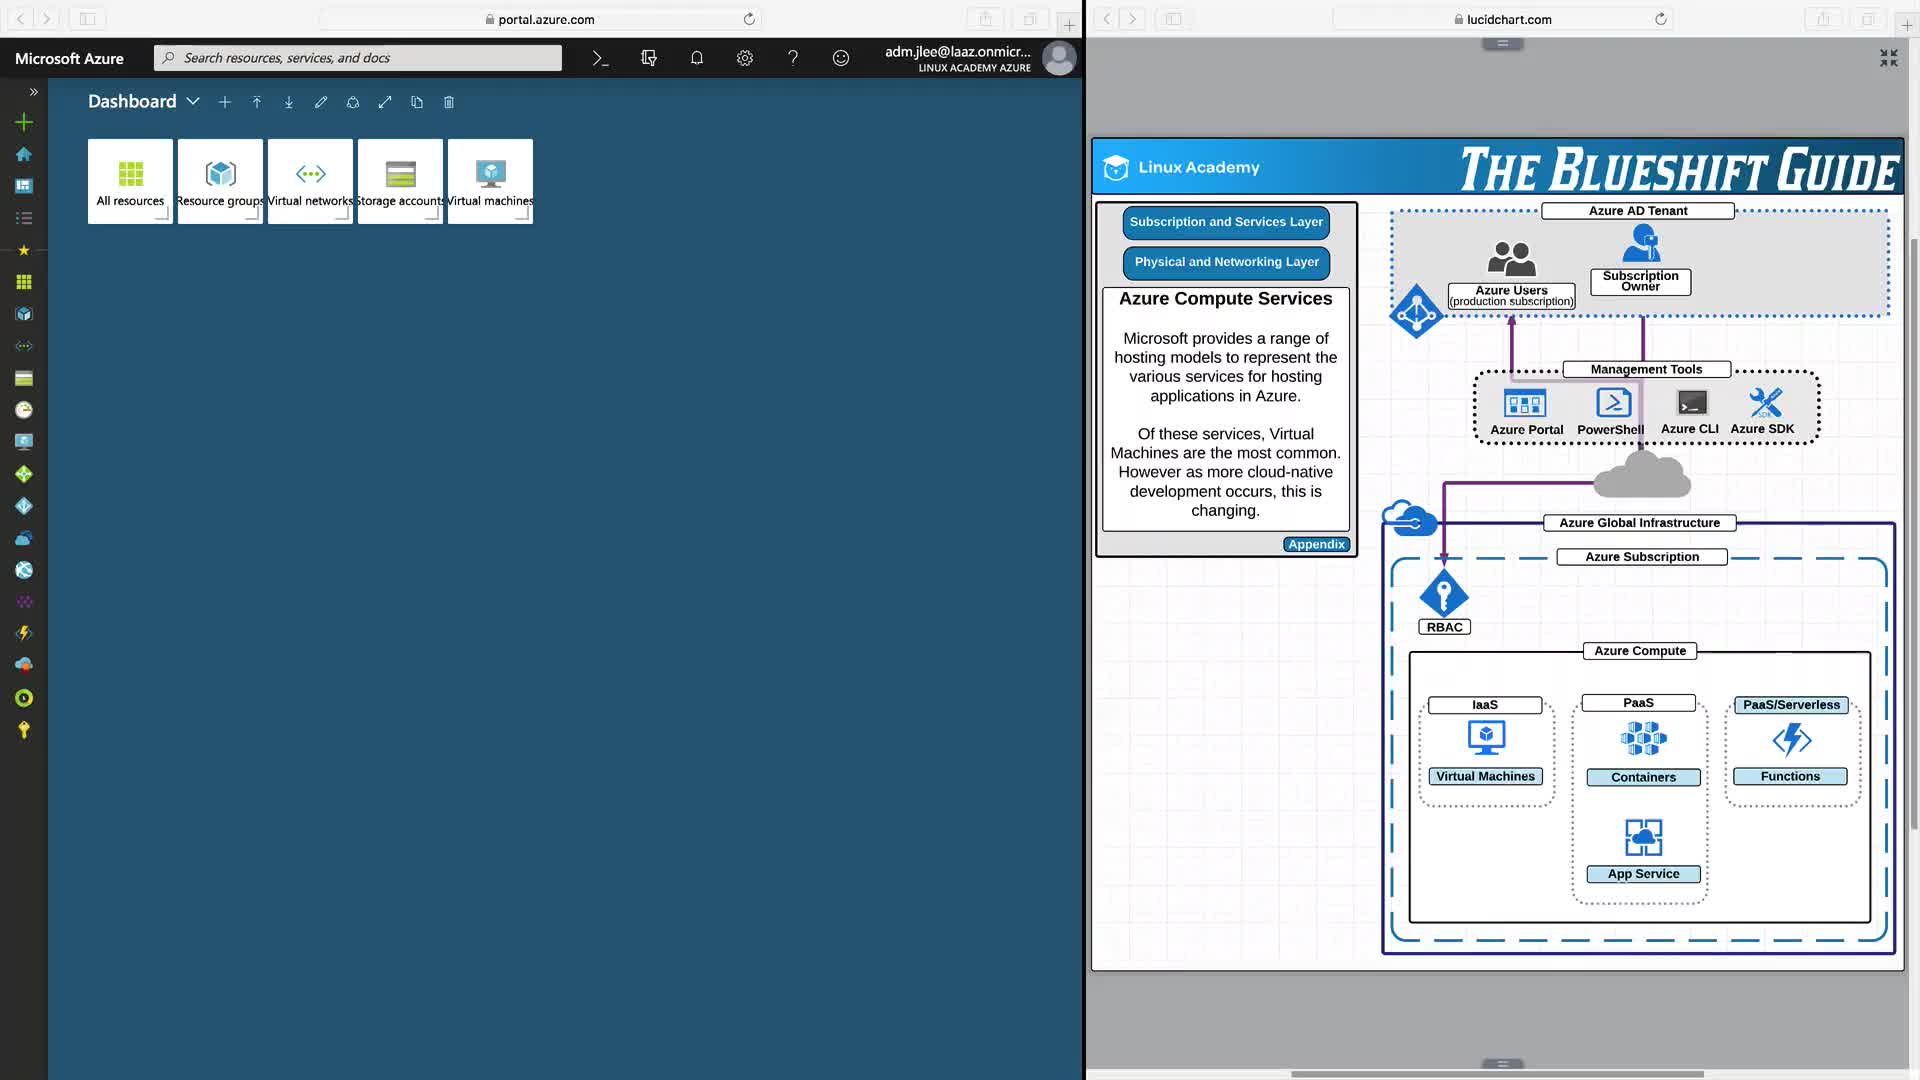 portal.azure.com
lucidchart.com
Microsoft Azure
Search resources, services, and docs
adm.jlee@laaz.onmicr...
LINUX ACADEMY AZURE
Dashboard
All resources
Resource groups
Virtual networks
Storage accounts
Virtual machines
Linux Academy
THE BLUESHIFT GUIDE
Subscription and Services Layer
Physical and Networking Layer
Azure Compute Services
Microsoft provides a range of
hosting models to represent the
various services for hosting
applications in Azure.
Of these services, Virtual
Machines are the most common.
However as more cloud-native
development occurs, this is
changing.
Appendix
Azure AD Tenant
Azure Users
(production subscription)
Subscription
Owner
Management Tools
SDK
Azure Portal
PowerShell
Azure CLI
Azure SDK
Azure Global Infrastructure
Azure Subscription
RBAC
Azure Compute
IaaS
PaaS
PaaS/Serverless
Virtual Machines
Containers
Functions
App Service